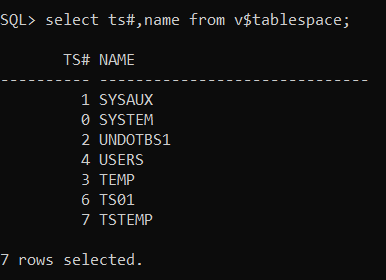 SQL> select ts#,name from v$tablespace;
TS# NAME
---------- ------------------------------
1 SYSAUX
0 SYSTEM
2 UNDOTBS1
4 USERS
3 TEMP
6 TS01
7 TSTEMP
7 rows selected.